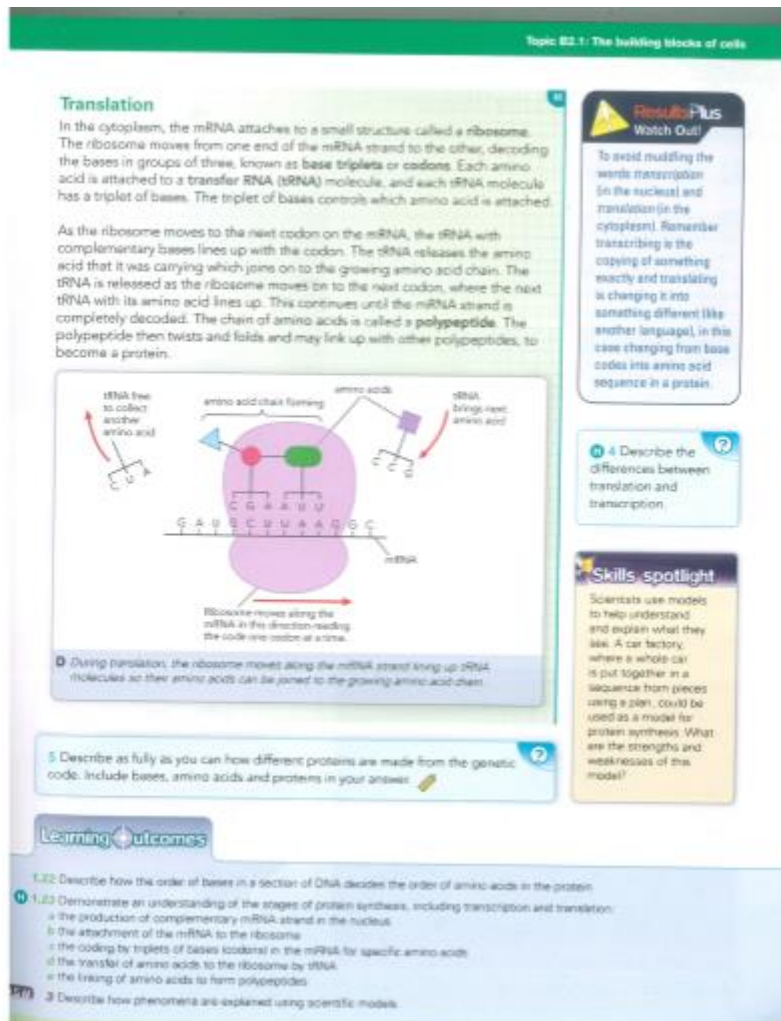 Topic B2.1: The building blocks of cells
Translation
H
In the cytoplasm, the mRNA attaches to a small structure called a ribosome.
The ribosome moves from one end of the mRNA strand to the other, decoding
the bases in groups of three, known as base triplets or codons. Each amino
acid is attached to a transfer RNA (tRNA) molecule, and each tRNA molecule
has a triplet of bases. The triplet of bases controls which amino acid is attached.
As the ribosome moves to the next codon on the mRNA, the tRNA with
complementary bases lines up with the codon. The tRNA releases the amino
acid that it was carrying which joins on to the growing amino acid chain. The
tRNA is released as the ribosome moves on to the next codon, where the next
tRNA with its amino acid lines up. This continues until the mRNA strand is
completely decoded. The chain of amino acids is called a polypeptide. The
polypeptide then twists and folds and may link up with other polypeptides, to
become a protein.
tRNA free
to collect
another
amino acid
C U A
amino acid chain forming
amino acids
tRNA
brings next
amino acid
C C G
C G A A U U
G A U G C U U A A G G C
mRNA
Ribosome moves along the
mRNA in this direction reading
the code one codon at a time.
D During translation, the ribosome moves along the mRNA strand lining up tRNA
molecules so their amino acids can be joined to the growing amino acid chain.
5 Describe as fully as you can how different proteins are made from the genetic
code. Include bases, amino acids and proteins in your answer.
?
ResultsPlus
Watch Out!
To avoid muddling the
words transcription
(in the nucleus) and
translation (in the
cytoplasm). Remember
transcribing is the
copying of something
exactly and translating
is changing it into
something different (like
another language), in this
case changing from base
codes into amino acid
sequence in a protein.
?
H 4 Describe the
differences between
translation and
transcription.
Skills spotlight
Scientists use models
to help understand
and explain what they
see. A car factory,
where a whole car
is put together in a
sequence from pieces
using a plan, could be
used as a model for
protein synthesis. What
are the strengths and
weaknesses of this
model?
Learning Outcomes
1.22 Describe how the order of bases in a section of DNA decides the order of amino acids in the protein
H 1.23 Demonstrate an understanding of the stages of protein synthesis, including transcription and translation:
a the production of complementary mRNA strand in the nucleus
b the attachment of the mRNA to the ribosome
c the coding by triplets of bases (codons) in the mRNA for specific amino acids
d the transfer of amino acids to the ribosome by tRNA
e the linking of amino acids to form polypeptides
3 Describe how phenomena are explained using scientific models